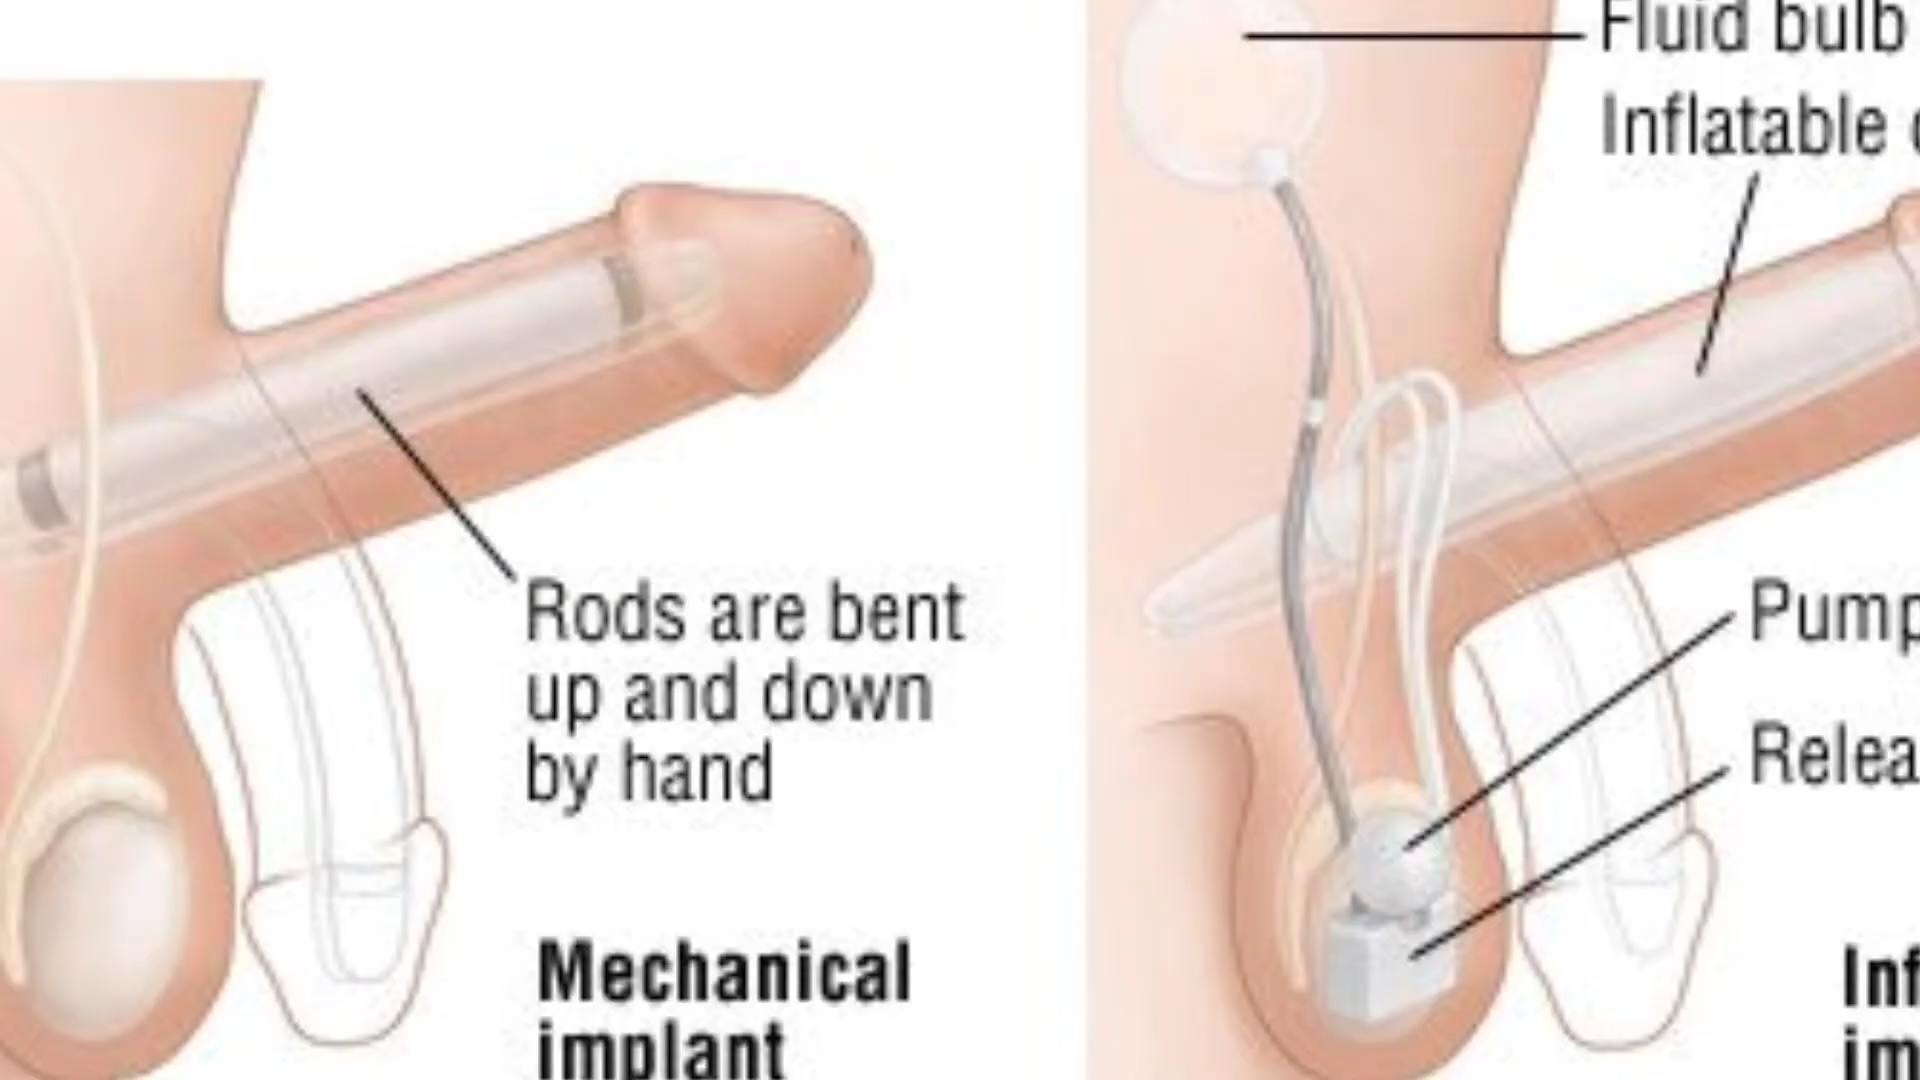 Rods are bent
up and down
by hand
Mechanical
implant
Fluid bulb
Inflatable
Pump